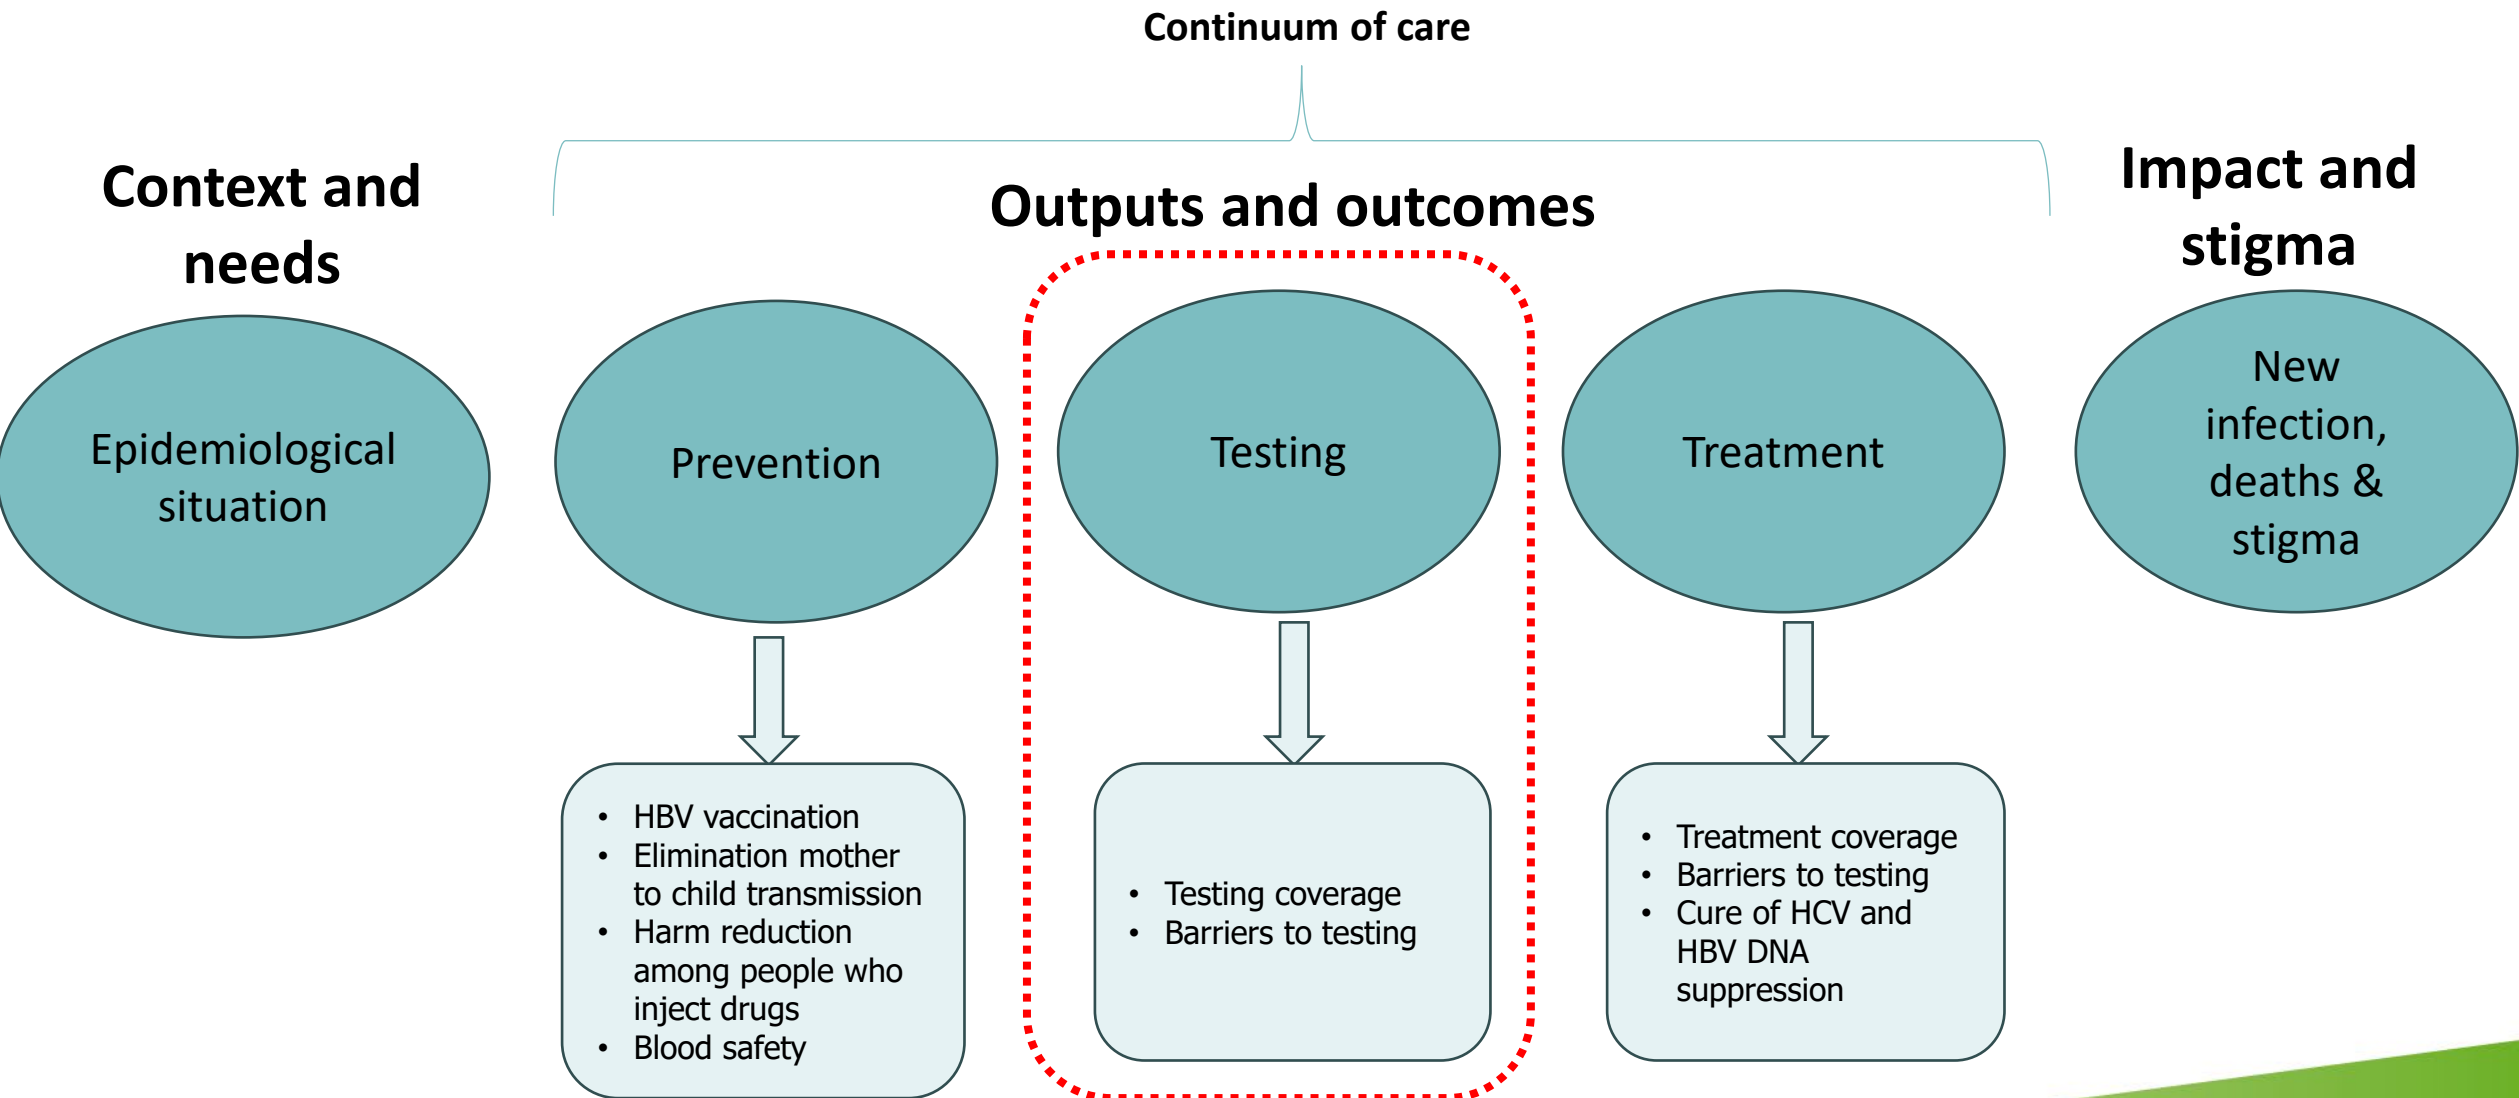 Continuum of care
Context and
needs
Outputs and outcomes
Impact and
stigma
Epidemiological
situation
Prevention
Testing
Treatment
New
infection,
deaths &
stigma
• HBV vaccination
• Elimination mother
to child transmission
• Harm reduction
among people who
inject drugs
• Blood safety
• Testing coverage
• Barriers to testing
• Treatment coverage
• Barriers to testing
• Cure of HCV and
HBV DNA
suppression